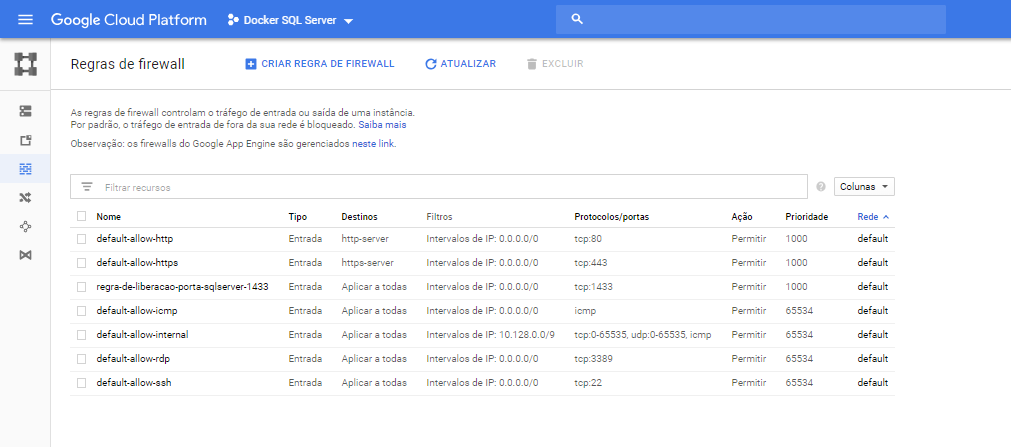 Google Cloud Platform Docker SQL Server
Regras de firewall CRIAR REGRA DE FIREWALL ATUALIZAR EXCLUIR
As regras de firewall controlam o tráfego de entrada ou saída de uma instância.
Por padrão, o tráfego de entrada de fora da sua rede é bloqueado. Saiba mais
Observação: os firewalls do Google App Engine são gerenciados neste link.
Filtrar recursos ? Colunas
Nome Tipo Destinos Filtros Protocolos/portas Ação Prioridade Rede
default-allow-http Entrada http-server Intervalos de IP: 0.0.0.0/0 tcp:80 Permitir 1000 default
default-allow-https Entrada https-server Intervalos de IP: 0.0.0.0/0 tcp:443 Permitir 1000 default
regra-de-liberacao-porta-sqlserver-1433 Entrada Aplicar a todas Intervalos de IP: 0.0.0.0/0 tcp:1433 Permitir 1000 default
default-allow-icmp Entrada Aplicar a todas Intervalos de IP: 0.0.0.0/0 icmp Permitir 65534 default
default-allow-internal Entrada Aplicar a todas Intervalos de IP: 10.128.0.0/9 tcp:0-65535, udp:0-65535, icmp Permitir 65534 default
default-allow-rdp Entrada Aplicar a todas Intervalos de IP: 0.0.0.0/0 tcp:3389 Permitir 65534 default
default-allow-ssh Entrada Aplicar a todas Intervalos de IP: 0.0.0.0/0 tcp:22 Permitir 65534 default